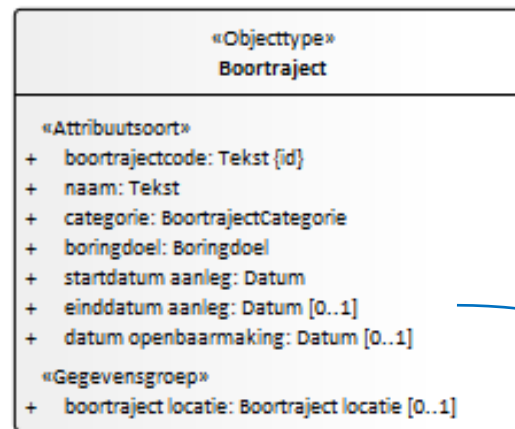 «Objecttype»
Boortraject
«Attribuutsoort»
+ boortrajectcode: Tekst {id}
+ naam: Tekst
+ categorie: BoortrajectCategorie
+ boringdoel: Boringdoel
+ startdatum aanleg: Datum
+ einddatum aanleg: Datum [0..1]
+ datum openbaarmaking: Datum [0..1]
«Gegevensgroep»
+ boortraject locatie: Boortraject locatie [0..1]